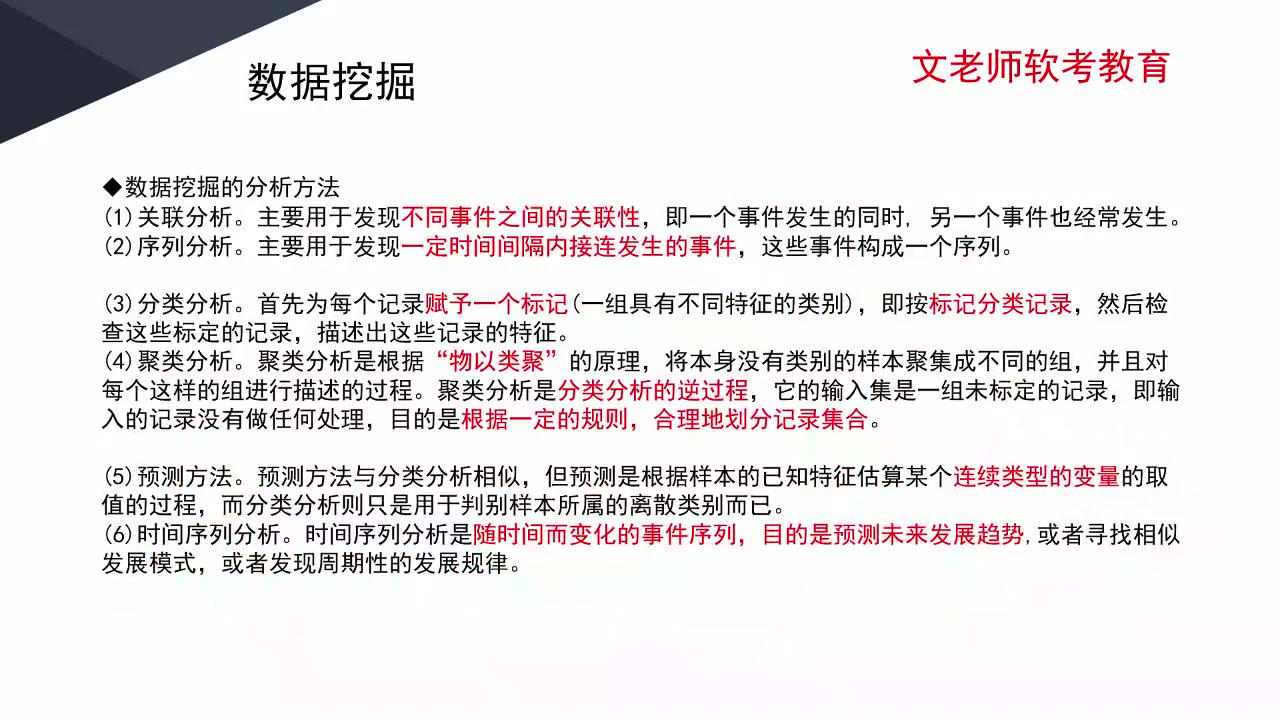 数据挖掘
文老师软考教育
◆数据挖掘的分析方法
(1)关联分析。主要用于发现不同事件之间的关联性，即一个事件发生的同时，另一个事件也经常发生。
(2)序列分析。主要用于发现一定时间间隔内接连发生的事件，这些事件构成一个序列。
(3)分类分析。首先为每个记录赋予一个标记(一组具有不同特征的类别)，即按标记分类记录，然后检
查这些标定的记录，描述出这些记录的特征。
(4)聚类分析。聚类分析是根据“物以类聚”的原理，将本身没有类别的样本聚集成不同的组，并且对
每个这样的组进行描述的过程。聚类分析是分类分析的逆过程，它的输入集是一组未标定的记录，即输
入的记录没有做任何处理，目的是根据一定的规则，合理地划分记录集合。
(5)预测方法。预测方法与分类分析相似，但预测是根据样本的已知特征估算某个连续类型的变量的取
值的过程，而分类分析则只是用于判别样本所属的离散类别而已。
(6)时间序列分析。时间序列分析是随时间而变化的事件序列，目的是预测未来发展趋势,或者寻找相似
发展模式，或者发现周期性的发展规律。